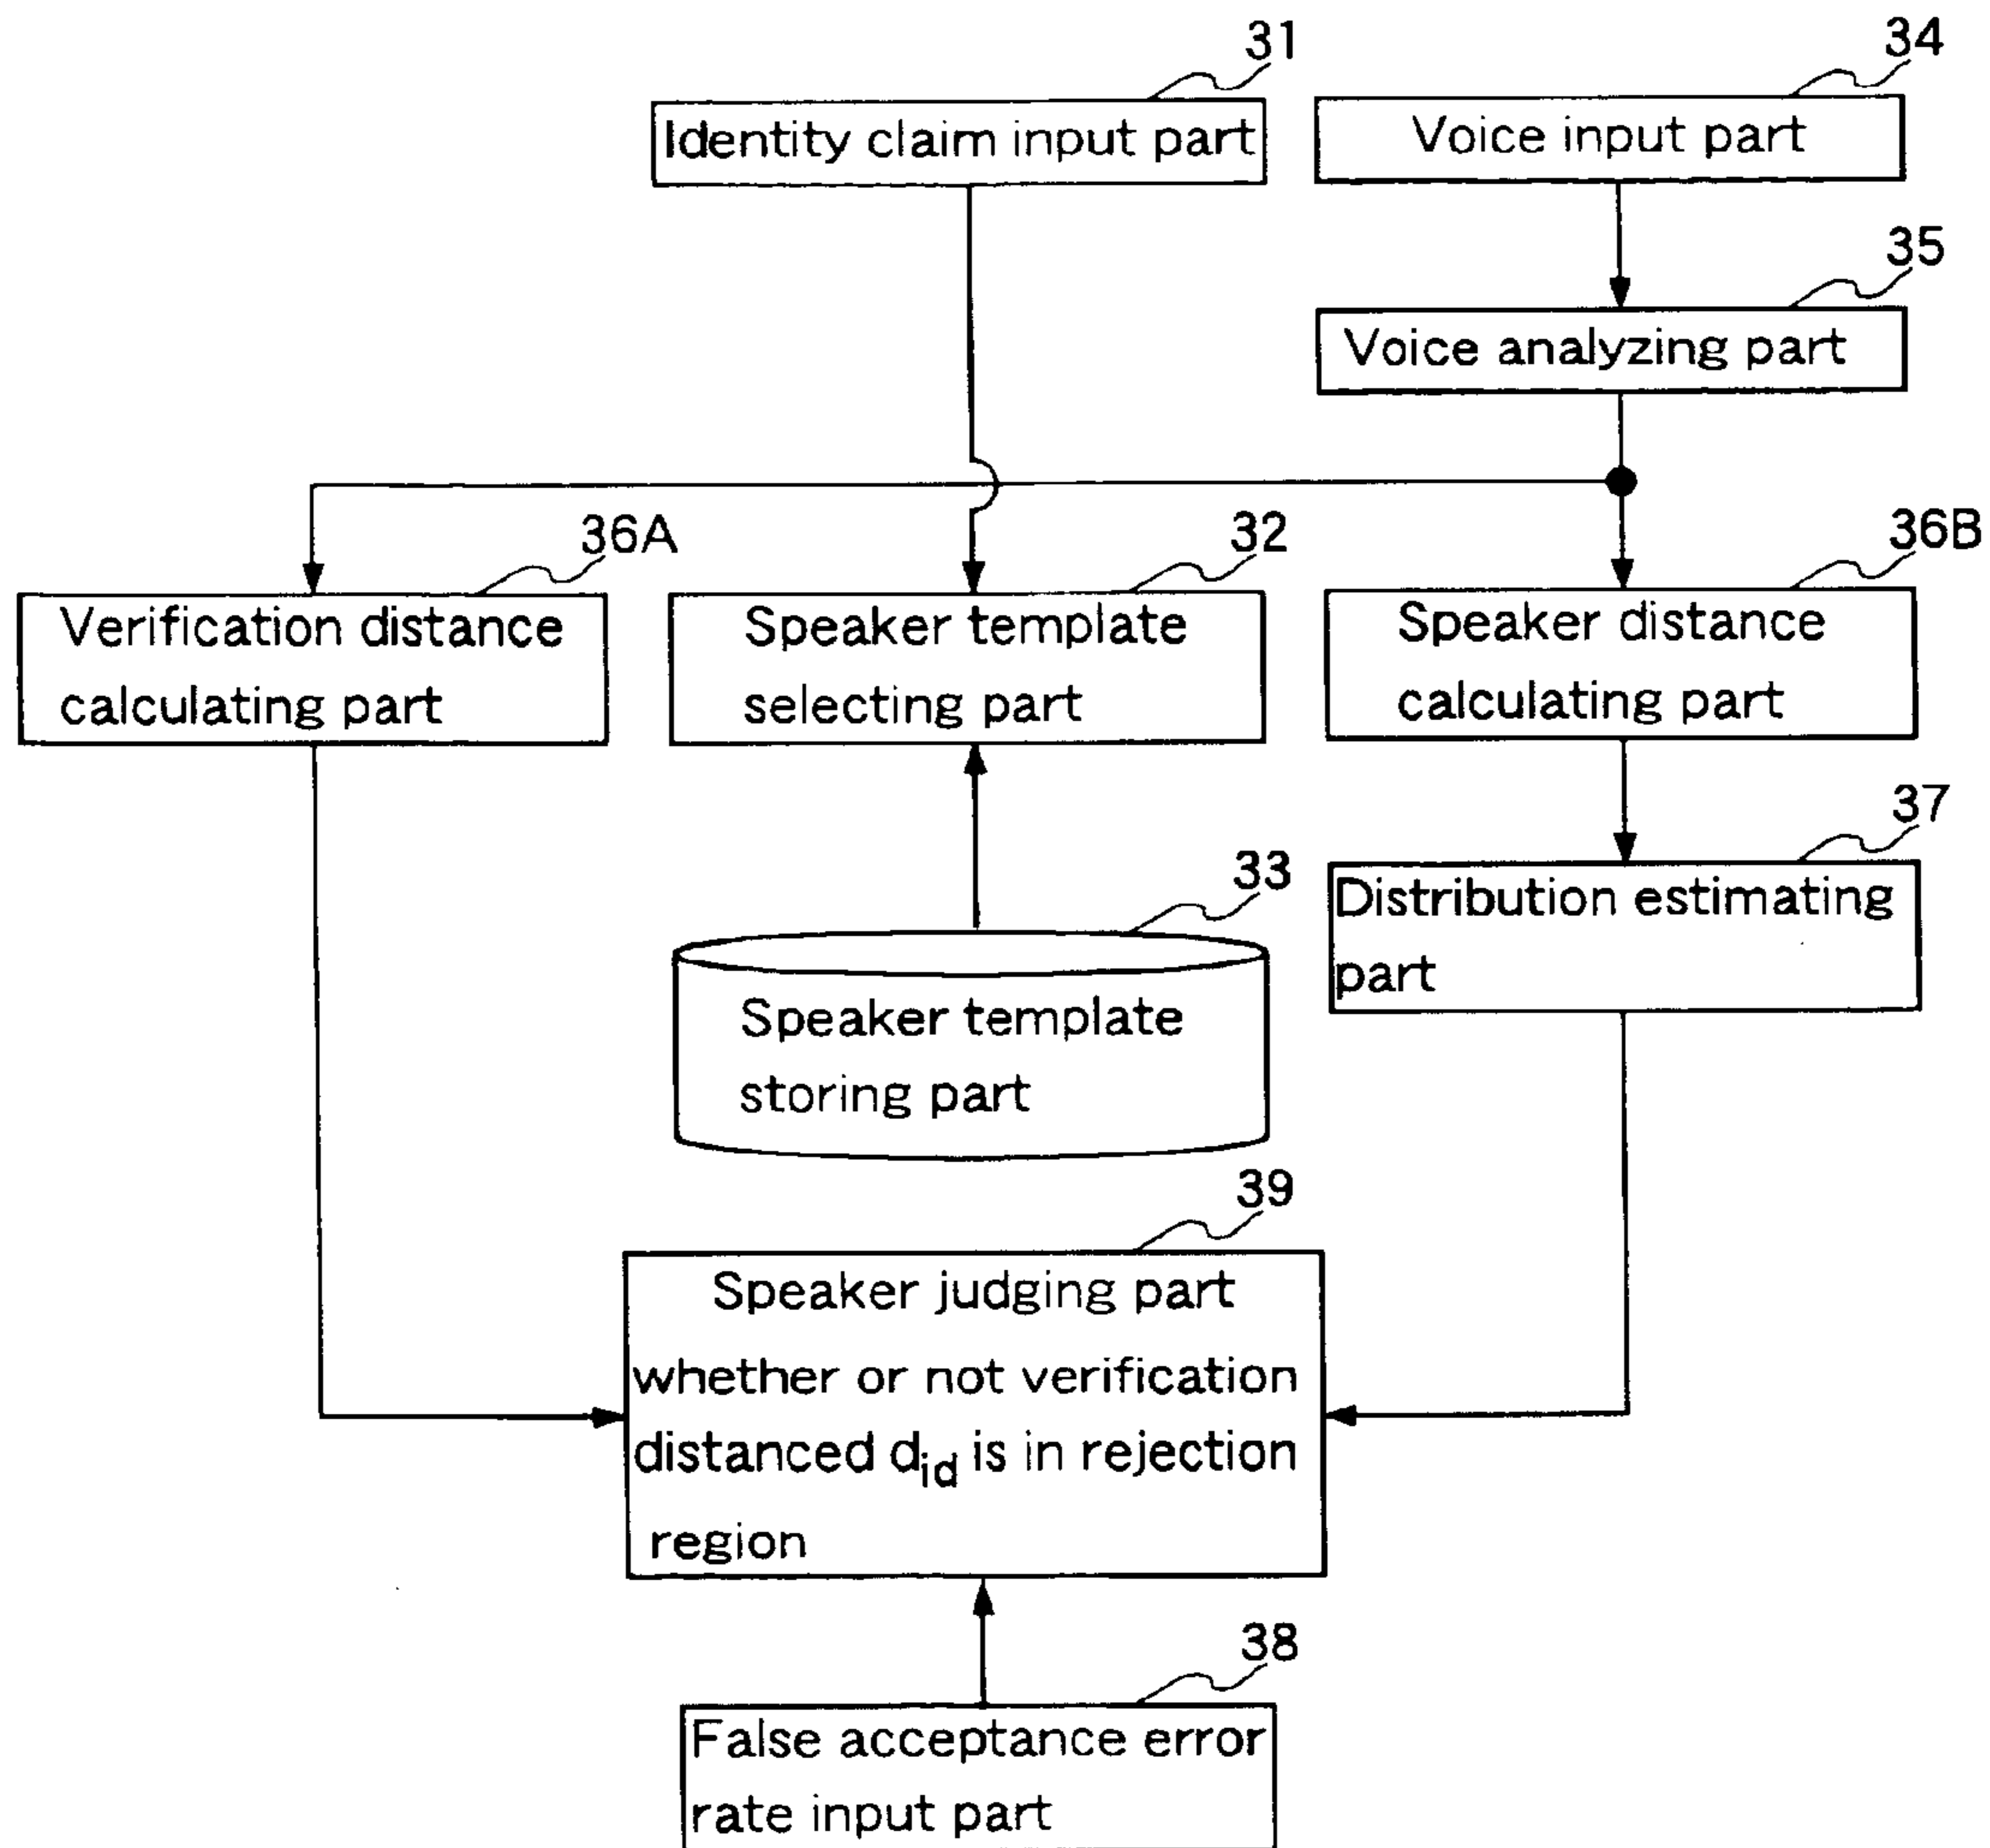 31
34
Identity claim input part
Voice input part
35
Voice analyzing part
36A
32
36B
Verification distance
calculating part
Speaker template
selecting part
Speaker distance
calculating part
37
33
Distribution estimating
part
Speaker template
storing part
39
Speaker judging part
whether or not verification
distanced d_id is in rejection
region
38
False acceptance error
rate input part